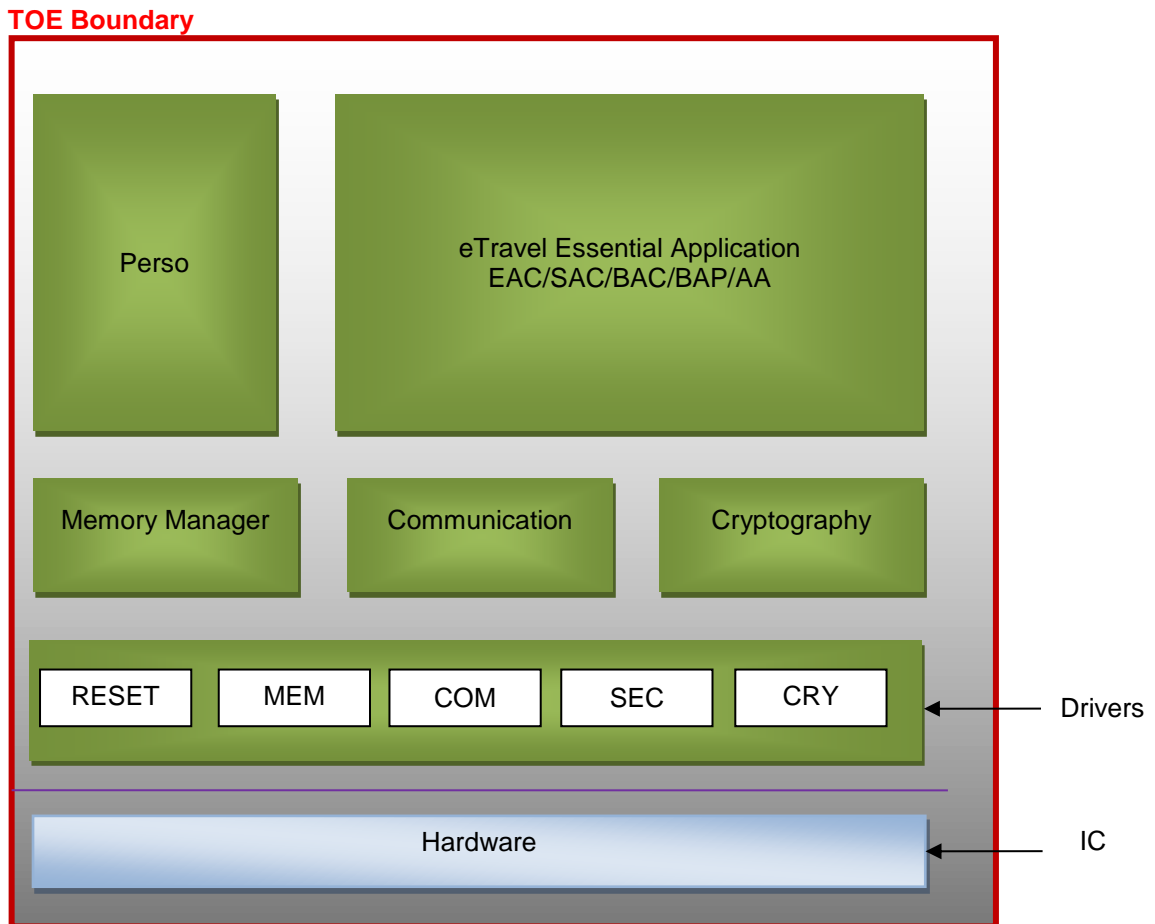 TOE Boundary
Perso
eTravel Essential Application
EAC/SAC/BAC/BAP/AA
Memory Manager
Communication
Cryptography
RESET
MEM
COM
SEC
CRY
Drivers
Hardware
IC